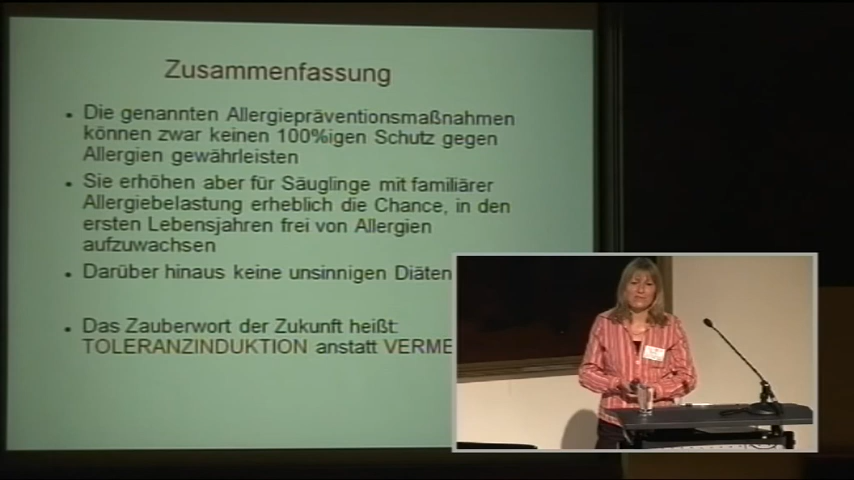 Zusammenfassung
• Die genannten Allergiepräventionsmaßnahmen
können zwar keinen 100%igen Schutz gegen
Allergien gewährleisten
• Sie erhöhen aber für Säuglinge mit familiärer
Allergiebelastung erheblich die Chance, in den
ersten Lebensjahren frei von Allergien
aufzuwachsen
• Darüber hinaus keine unsinnigen Diäten
• Das Zauberwort der Zukunft heißt:
TOLERANZINDUKTION anstatt VERME